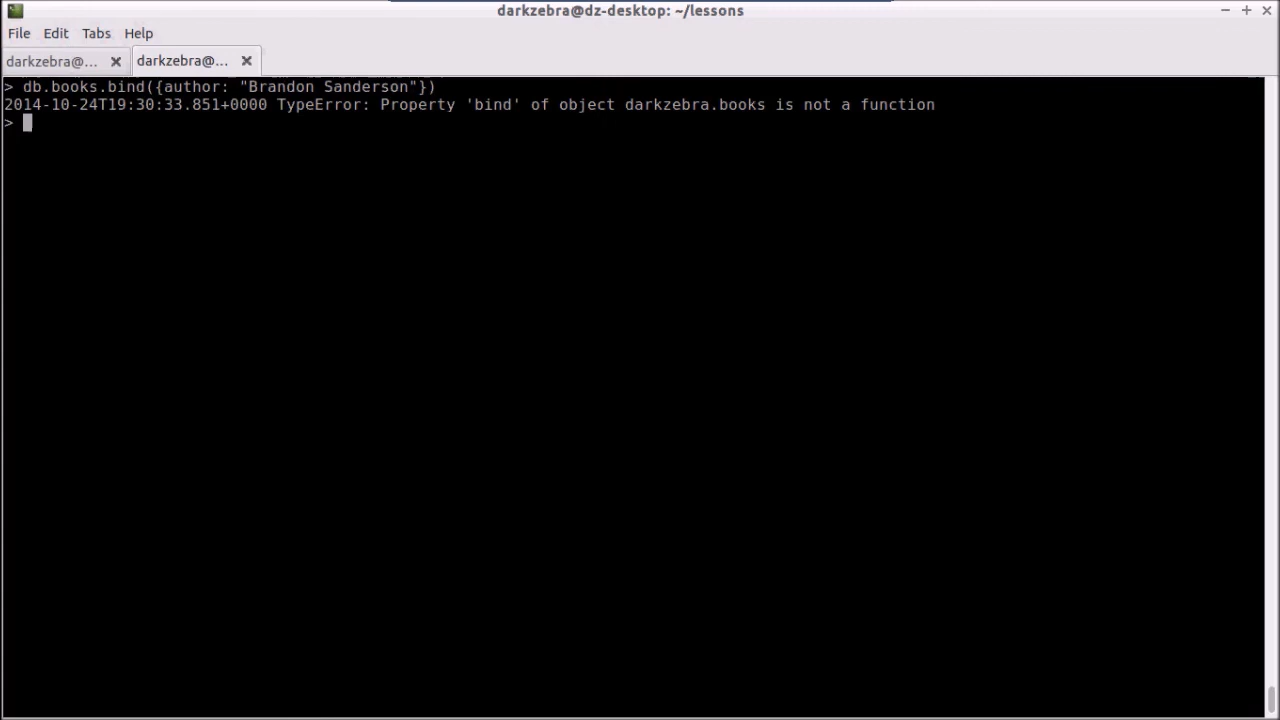 darkzebra@dz-desktop: ~/lessons
File Edit Tabs Help
darkzebra@... darkzebra@...
> db.books.bind({author: "Brandon Sanderson"})
2014-10-24T19:30:33.851+0000 TypeError: Property 'bind' of object darkzebra.books is not a function
>